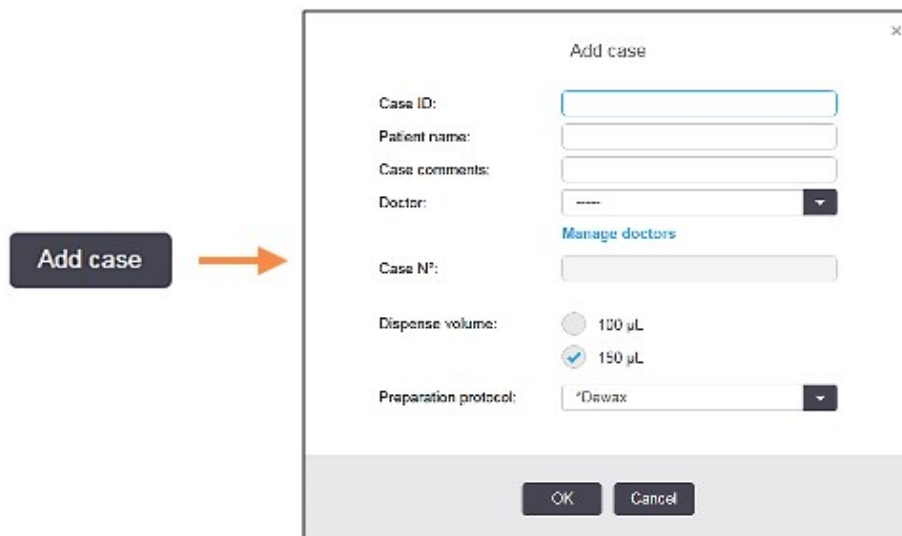 Add case
Add case
Case ID:
Patient name:
Case comments:
Doctor: -----
Manage doctors
Case N°:
Dispense volume: 100 µL
150 µL
Preparation protocol: *Dewax
OK Cancel